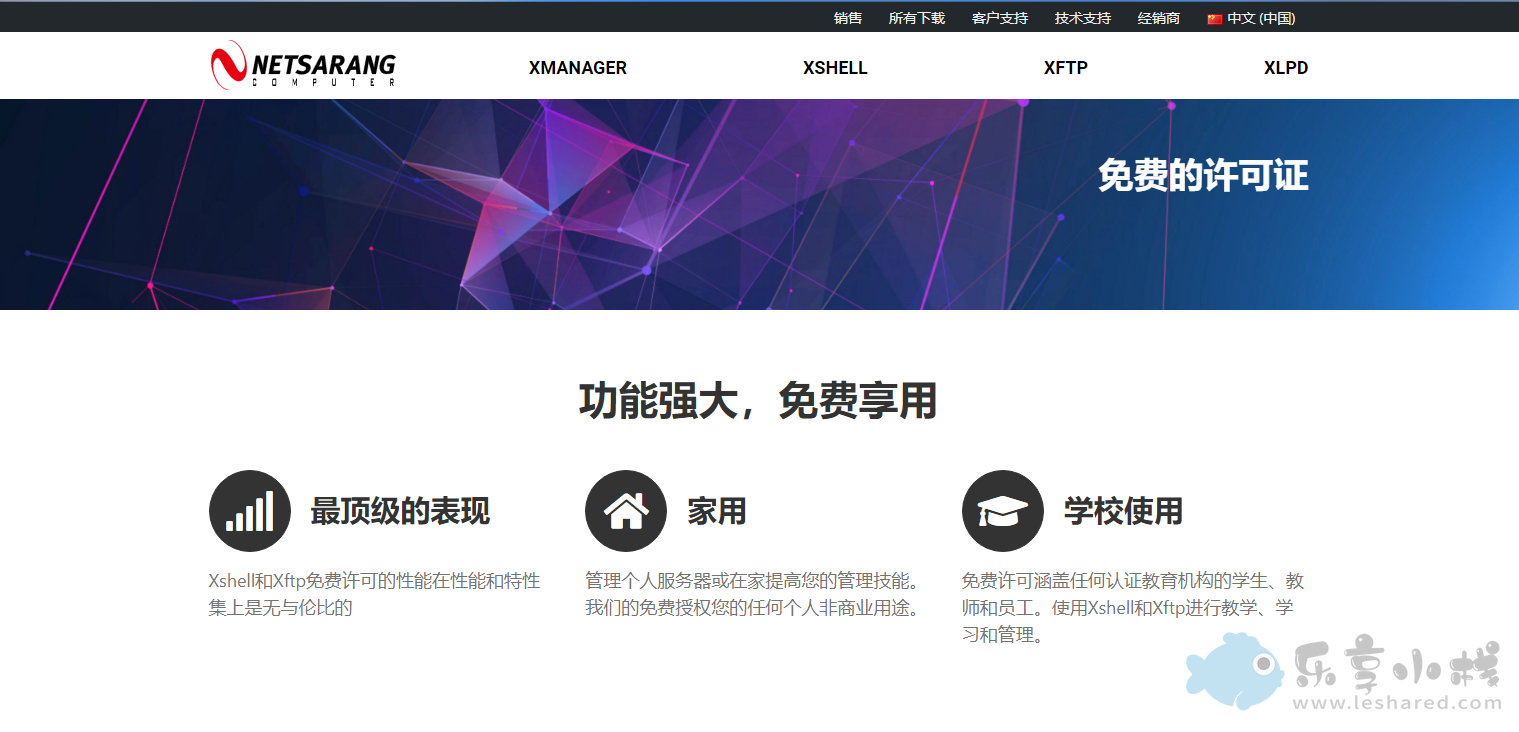 销售 所有下载 客户支持 技术支持 经销商 中文 (中国)
NETSARANG
COMPUTER
XMANAGER XSHELL XFTP XLPD
免费的许可证
功能强大，免费享用
最顶级的表现
Xshell和Xftp免费许可的性能在性能和特性
集上是无与伦比的
家用
管理个人服务器或在家提高您的管理技能。
我们的免费授权您的任何个人非商业用途。
学校使用
免费许可涵盖任何认证教育机构的学生、教
师和员工。使用Xshell和Xftp进行教学、学
习和管理。
乐享小栈
www.leshared.com